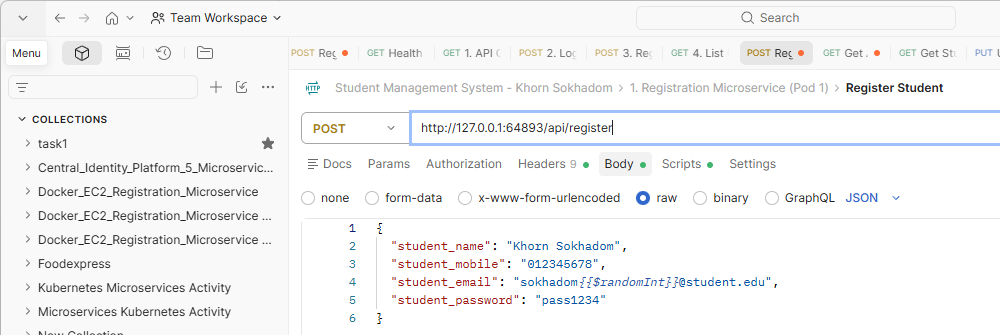 Team Workspace
Search
Menu
POST Reg
GET Health
GET 1. API G
POST 2. Log
POST 3. Re
GET 4. List
POST Reg
GET Get
GET Get Stu
PUT U
HTTP
Student Management System - Khorn Sokhadom > 1. Registration Microservice (Pod 1) > Register Student
COLLECTIONS
task1
Central_Identity_Platform_5_Microservic...
Docker_EC2_Registration_Microservice
Docker_EC2_Registration_Microservice ...
Docker_EC2_Registration_Microservice ...
Foodexpress
Kubernetes Microservices Activity
Microservices Kubernetes Activity
New Collection
POST
http://127.0.0.1:64893/api/register
Docs Params Authorization Headers 9 Body Scripts Settings
none form-data x-www-form-urlencoded raw binary GraphQL JSON
1 {
2 "student_name": "Khorn Sokhadom",
3 "student_mobile": "012345678",
4 "student_email": "sokhadom{{$randomInt}}@student.edu",
5 "student_password": "pass1234"
6 }